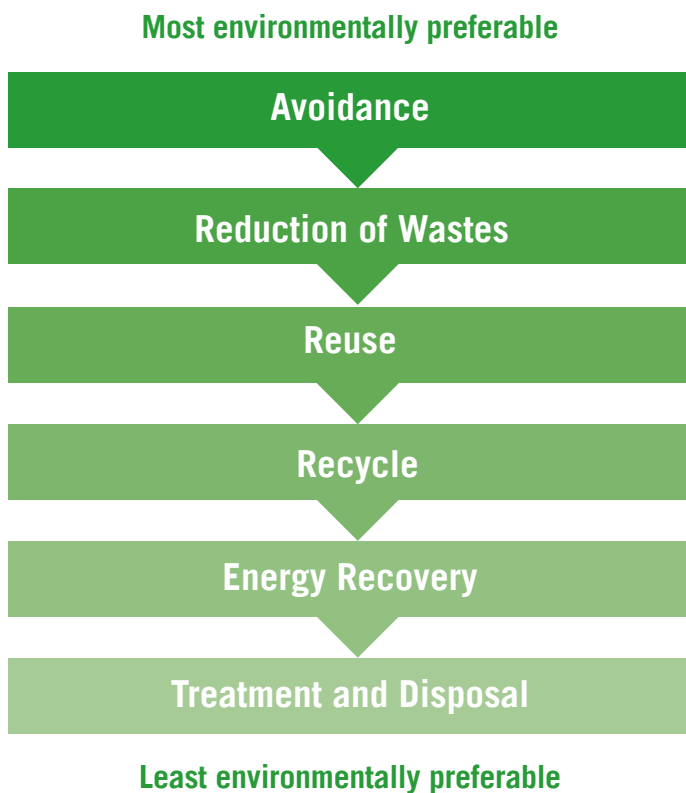 Most environmentally preferable
Avoidance
Reduction of Wastes
Reuse
Recycle
Energy Recovery
Treatment and Disposal
Least environmentally preferable